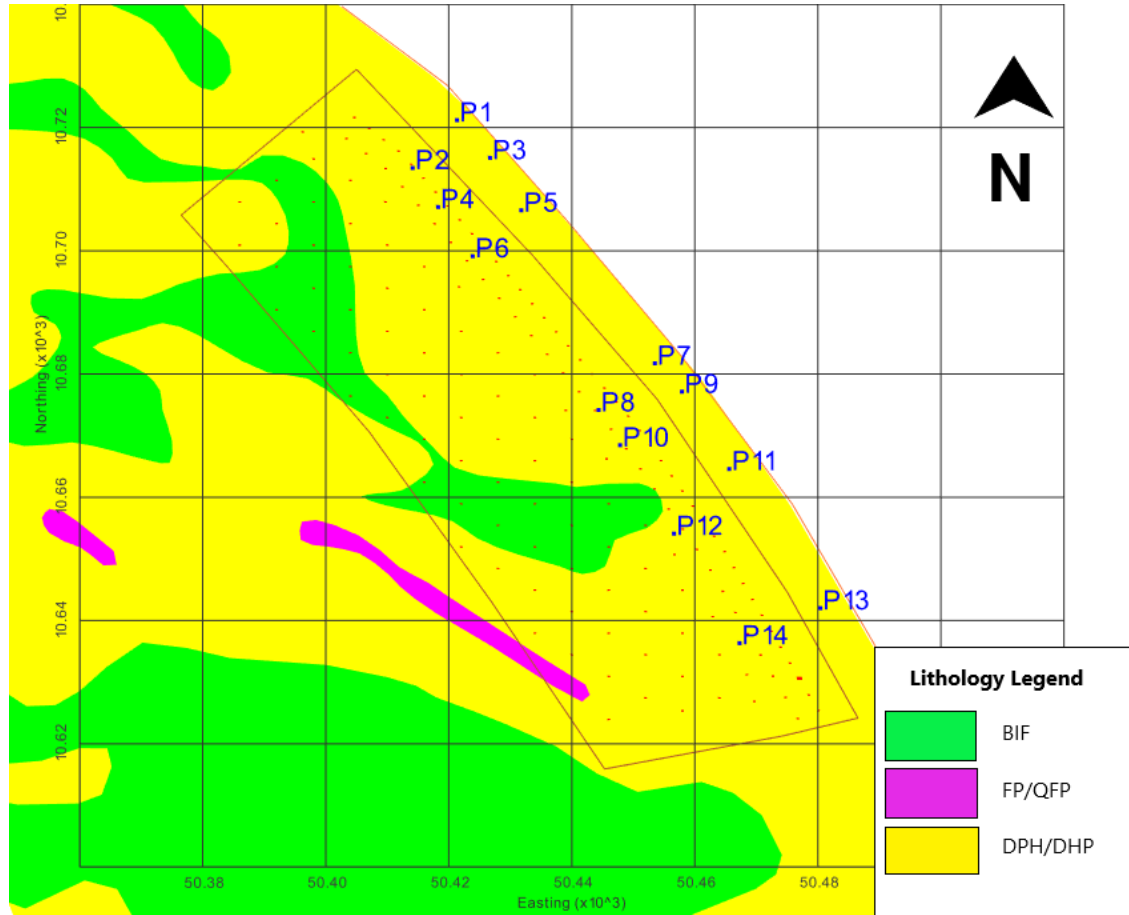 10.
P1
10.72
P3
P2
N
P4
P5
P6
10.70
P7
10.68
P9
Northing (x10^3)
P8
P10
P11
10.66
P12
P13
10.64
P14
Lithology Legend
BIF
10.62
FP/QFP
DPH/DHP
50.38
50.40
50.42
50.44
50.46
50.48
Easting (x10^3)